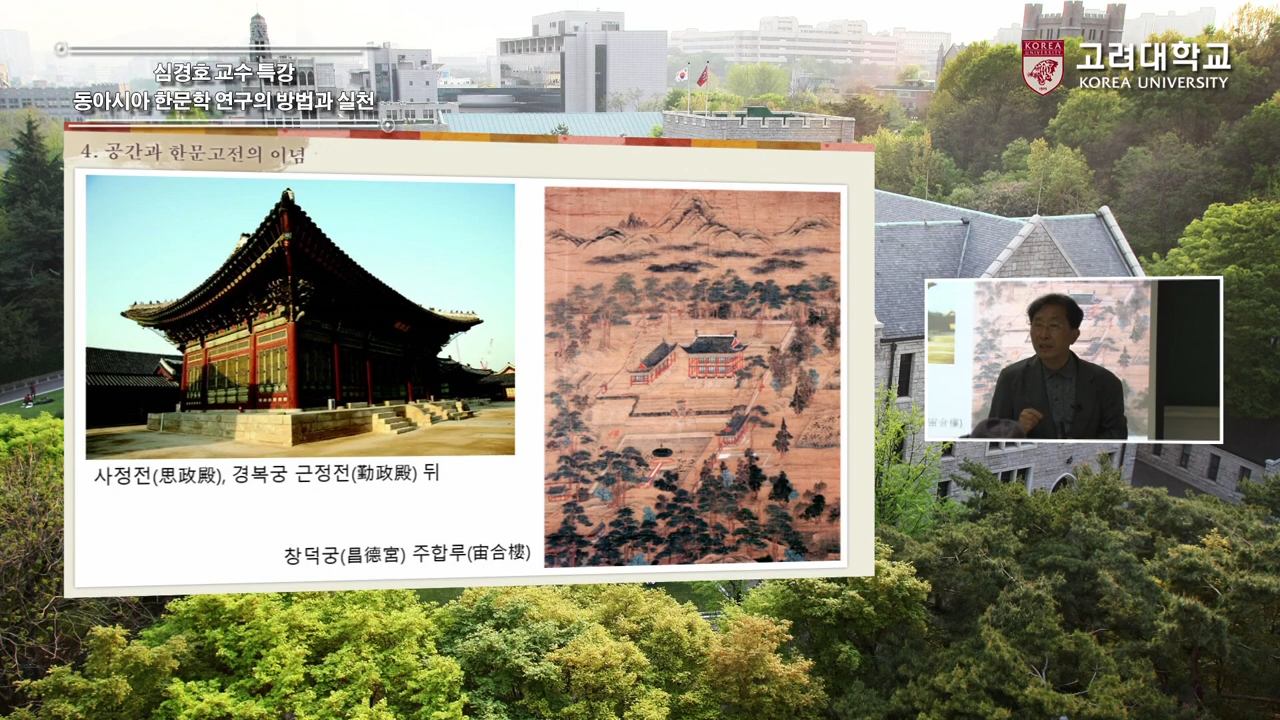 심경호 교수 특강
동아시아 한문학 연구의 방법과 실천
KOREA
UNIVERSITY
고려대학교
KOREA UNIVERSITY
4. 공간과 한문고전의 이념
사정전(思政殿), 경복궁 근정전(勤政殿) 뒤
창덕궁(昌德宮) 주합루(宙合樓)
宙合樓)